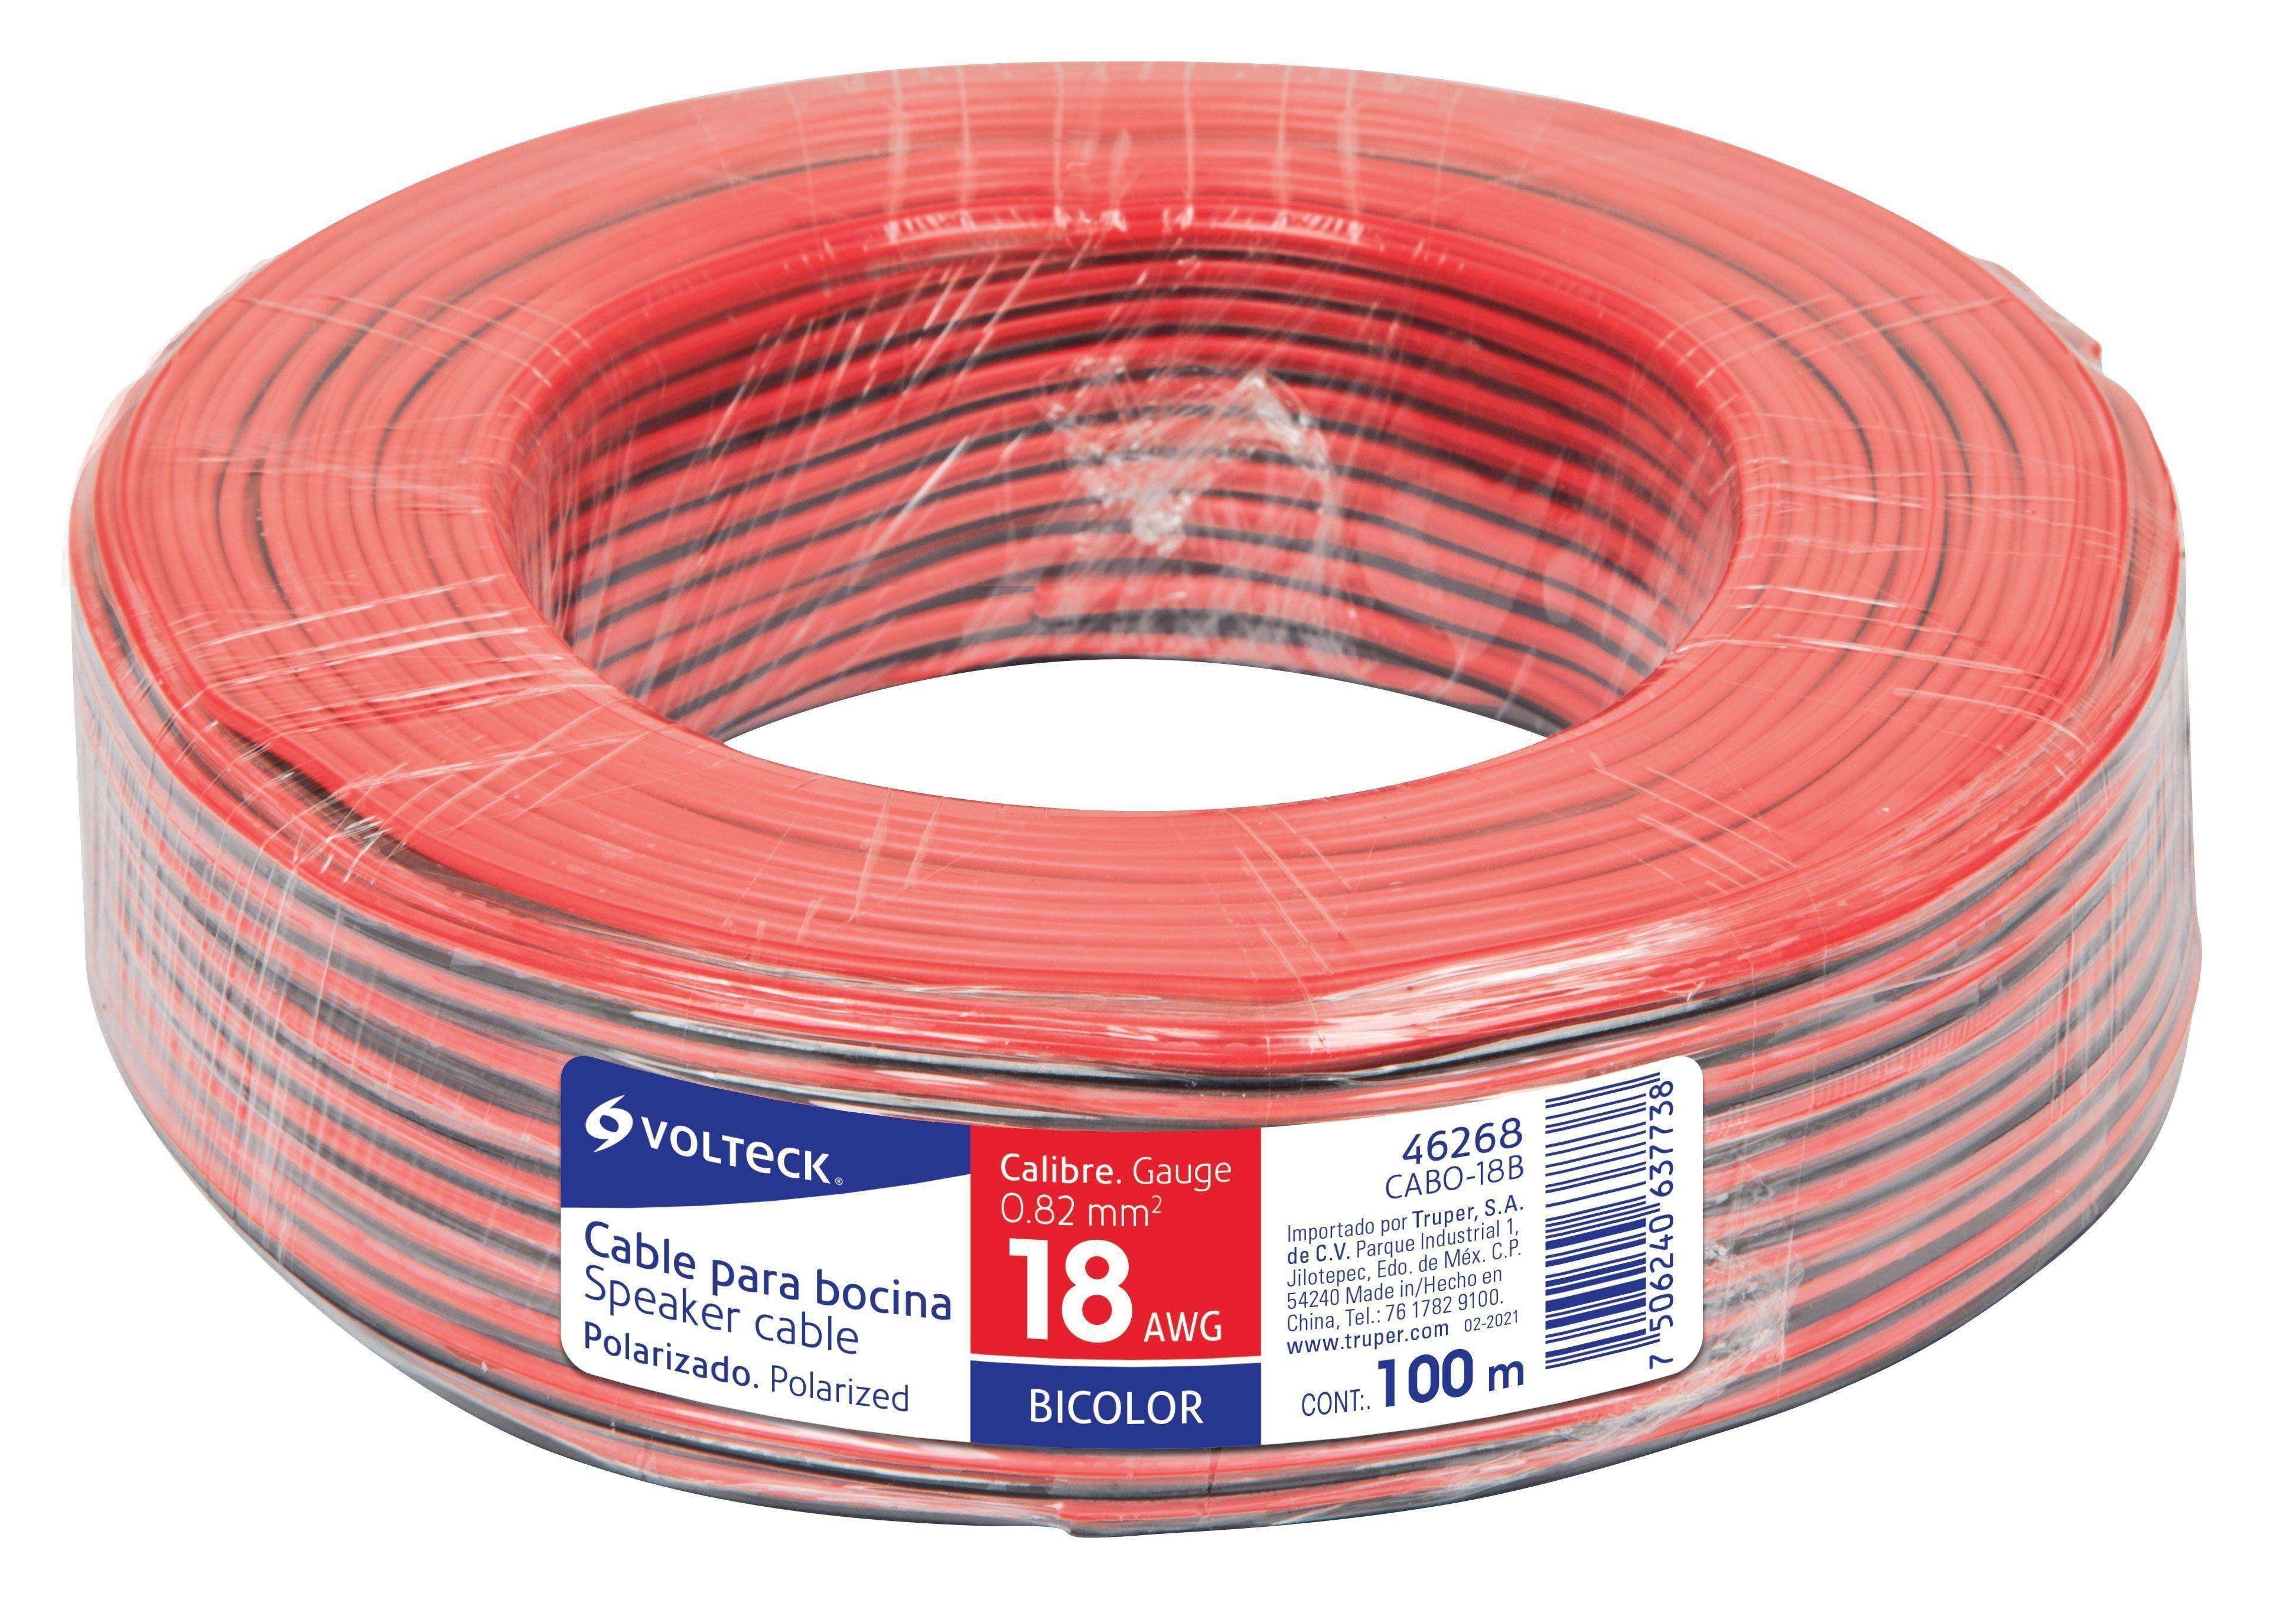 VOLTECK®
Cable para bocina
Speaker cable
Polarizado. Polarized
Calibre. Gauge
0.82 mm²
18 AWG
BICOLOR
46268
CABO-18B
Importado por Truper, S.A.
de C.V. Parque Industrial 1,
Jilotepec, Edo. de Méx. C.P.
54240 Made in/Hecho en
China, Tel.: 76 1782 9100.
www.truper.com 02-2021
CONT.: 100 m
7 506240 637738